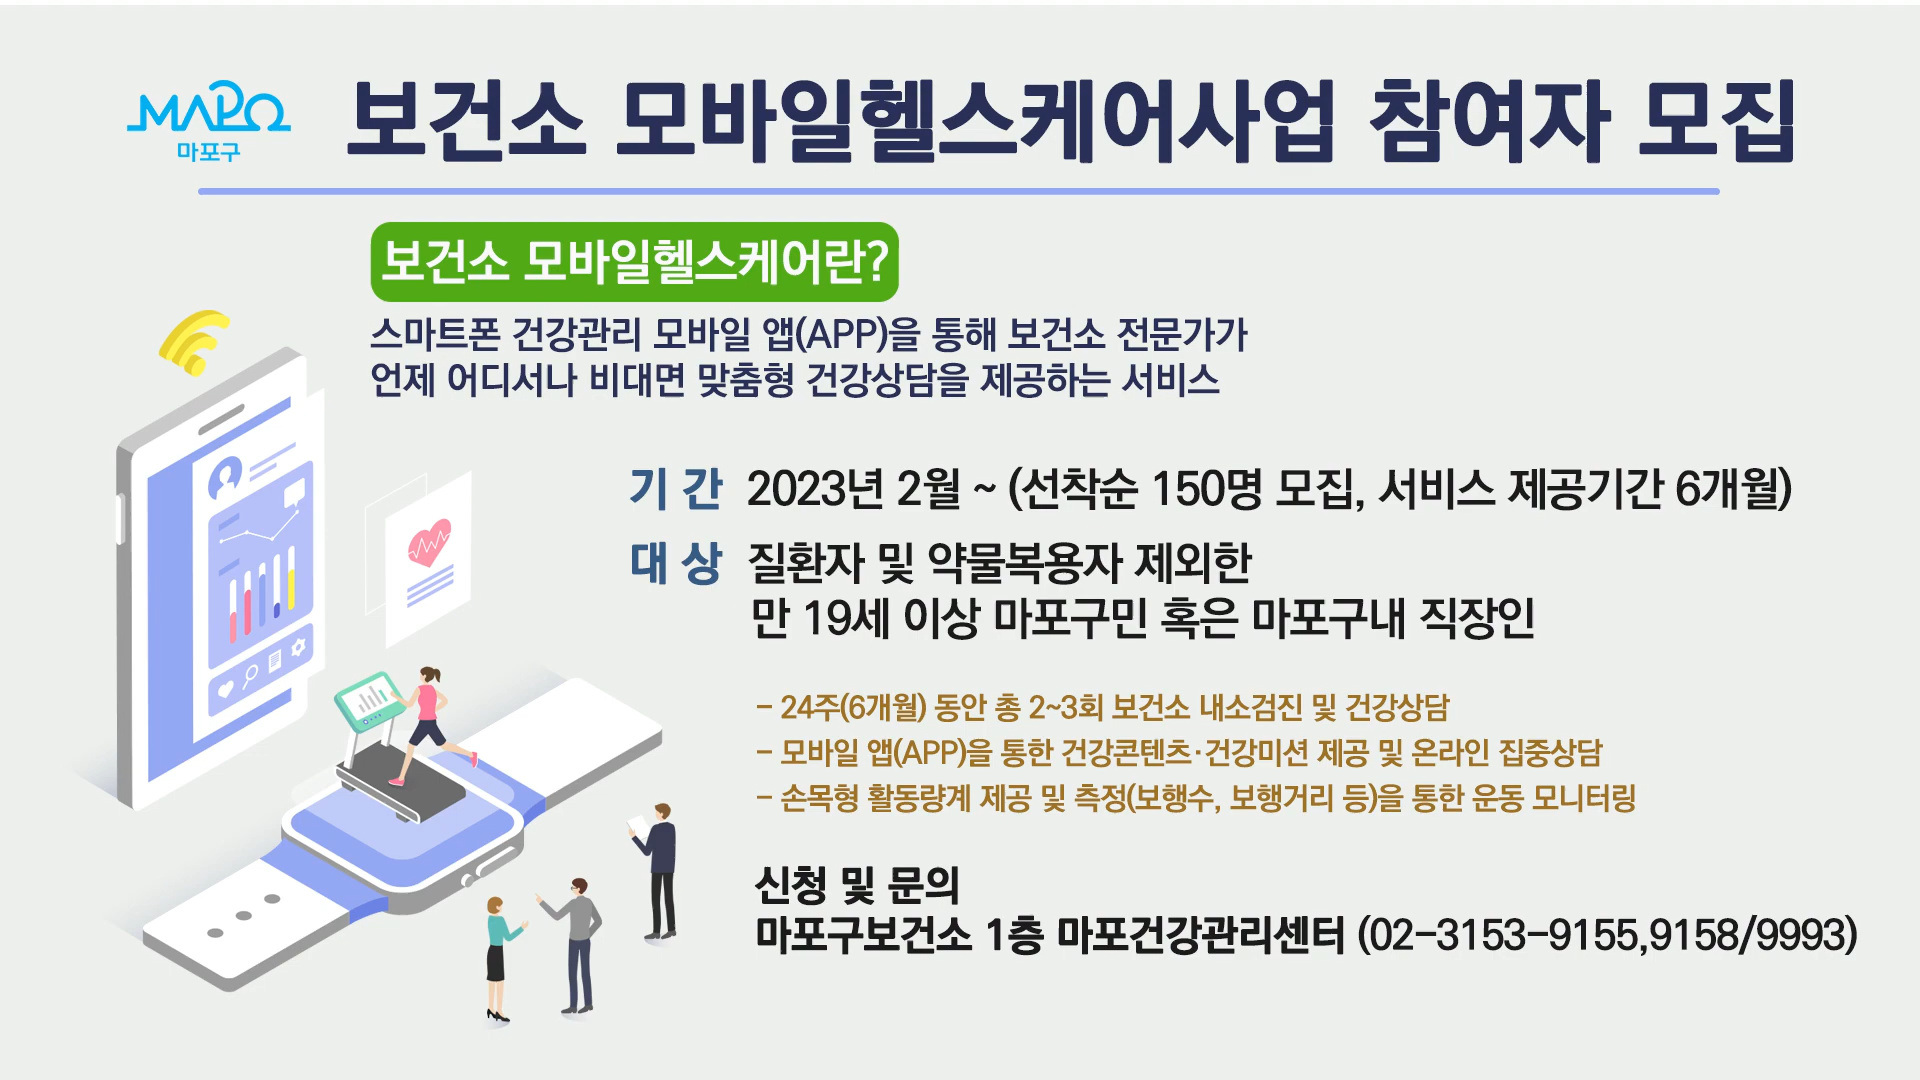 MAPO
마포구
보건소 모바일헬스케어사업 참여자 모집
보건소 모바일헬스케어란?
스마트폰 건강관리 모바일 앱(APP)을 통해 보건소 전문가가
언제 어디서나 비대면 맞춤형 건강상담을 제공하는 서비스
기 간 2023년 2월 ~ (선착순 150명 모집, 서비스 제공기간 6개월)
대 상 질환자 및 약물복용자 제외한
만 19세 이상 마포구민 혹은 마포구내 직장인
- 24주(6개월) 동안 총 2~3회 보건소 내소검진 및 건강상담
- 모바일 앱(APP)을 통한 건강콘텐츠·건강미션 제공 및 온라인 집중상담
- 손목형 활동량계 제공 및 측정(보행수, 보행거리 등)을 통한 운동 모니터링
신청 및 문의
마포구보건소 1층 마포건강관리센터 (02-3153-9155,9158/9993)